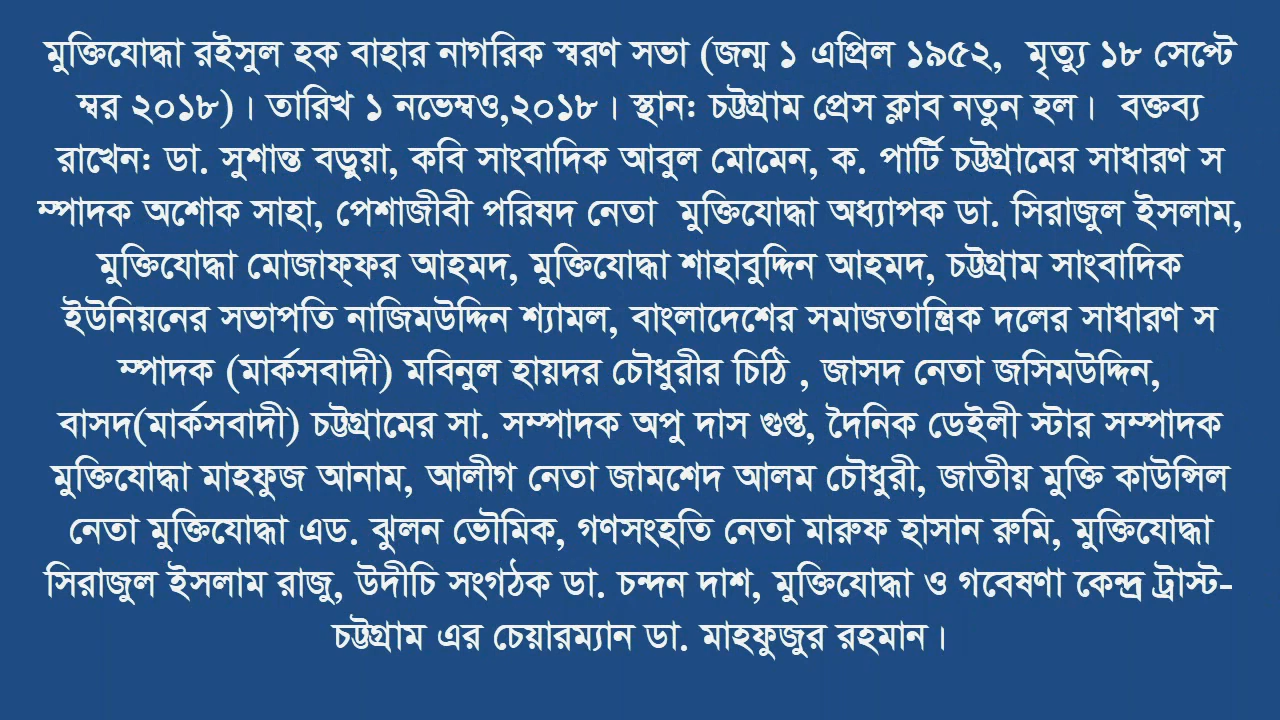 মুক্তিযোদ্ধা রইসুল হক বাহার নাগরিক স্বরণ সভা (জন্ম ১ এপ্রিল ১৯৫২, মৃত্যু ১৮ সেপ্টে
ম্বর ২০১৮)। তারিখ ১ নভেম্বও,২০১৮। স্থান: চট্টগ্রাম প্রেস ক্লাব নতুন হল। বক্তব্য
রাখেন: ডা. সুশান্ত বড়ুয়া, কবি সাংবাদিক আবুল মোমেন, ক. পার্টি চট্টগ্রামের সাধারণ স
ম্পাদক অশোক সাহা, পেশাজীবী পরিষদ নেতা মুক্তিযোদ্ধা অধ্যাপক ডা. সিরাজুল ইসলাম,
মুক্তিযোদ্ধা মোজাফ্ফর আহমদ, মুক্তিযোদ্ধা শাহাবুদ্দিন আহমদ, চট্টগ্রাম সাংবাদিক
ইউনিয়নের সভাপতি নাজিমউদ্দিন শ্যামল, বাংলাদেশের সমাজতান্ত্রিক দলের সাধারণ স
ম্পাদক (মার্কসবাদী) মবিনুল হায়দর চৌধুরীর চিঠি , জাসদ নেতা জসিমউদ্দিন,
বাসদ(মার্কসবাদী) চট্টগ্রামের সা. সম্পাদক অপু দাস গুপ্ত, দৈনিক ডেইলী স্টার সম্পাদক
মুক্তিযোদ্ধা মাহফুজ আনাম, আলীগ নেতা জামশেদ আলম চৌধুরী, জাতীয় মুক্তি কাউন্সিল
নেতা মুক্তিযোদ্ধা এড. ঝুলন ভৌমিক, গণসংহতি নেতা মারুফ হাসান রুমি, মুক্তিযোদ্ধা
সিরাজুল ইসলাম রাজু, উদীচি সংগঠক ডা. চন্দন দাশ, মুক্তিযোদ্ধা ও গবেষণা কেন্দ্র ট্রাস্ট-
চট্টগ্রাম এর চেয়ারম্যান ডা. মাহফুজুর রহমান।